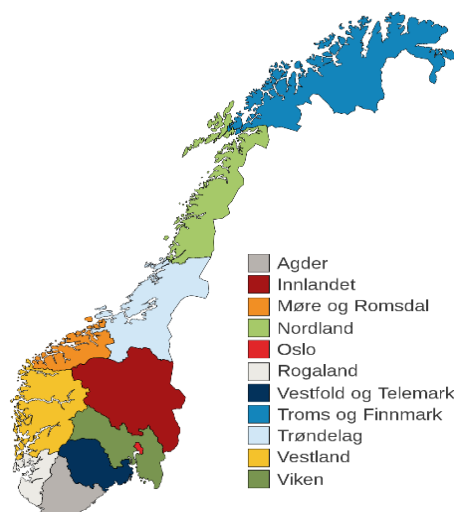 Agder
Innlandet
Møre og Romsdal
Nordland
Oslo
Rogaland
Vestfold og Telemark
Troms og Finnmark
Trøndelag
Vestland
Viken